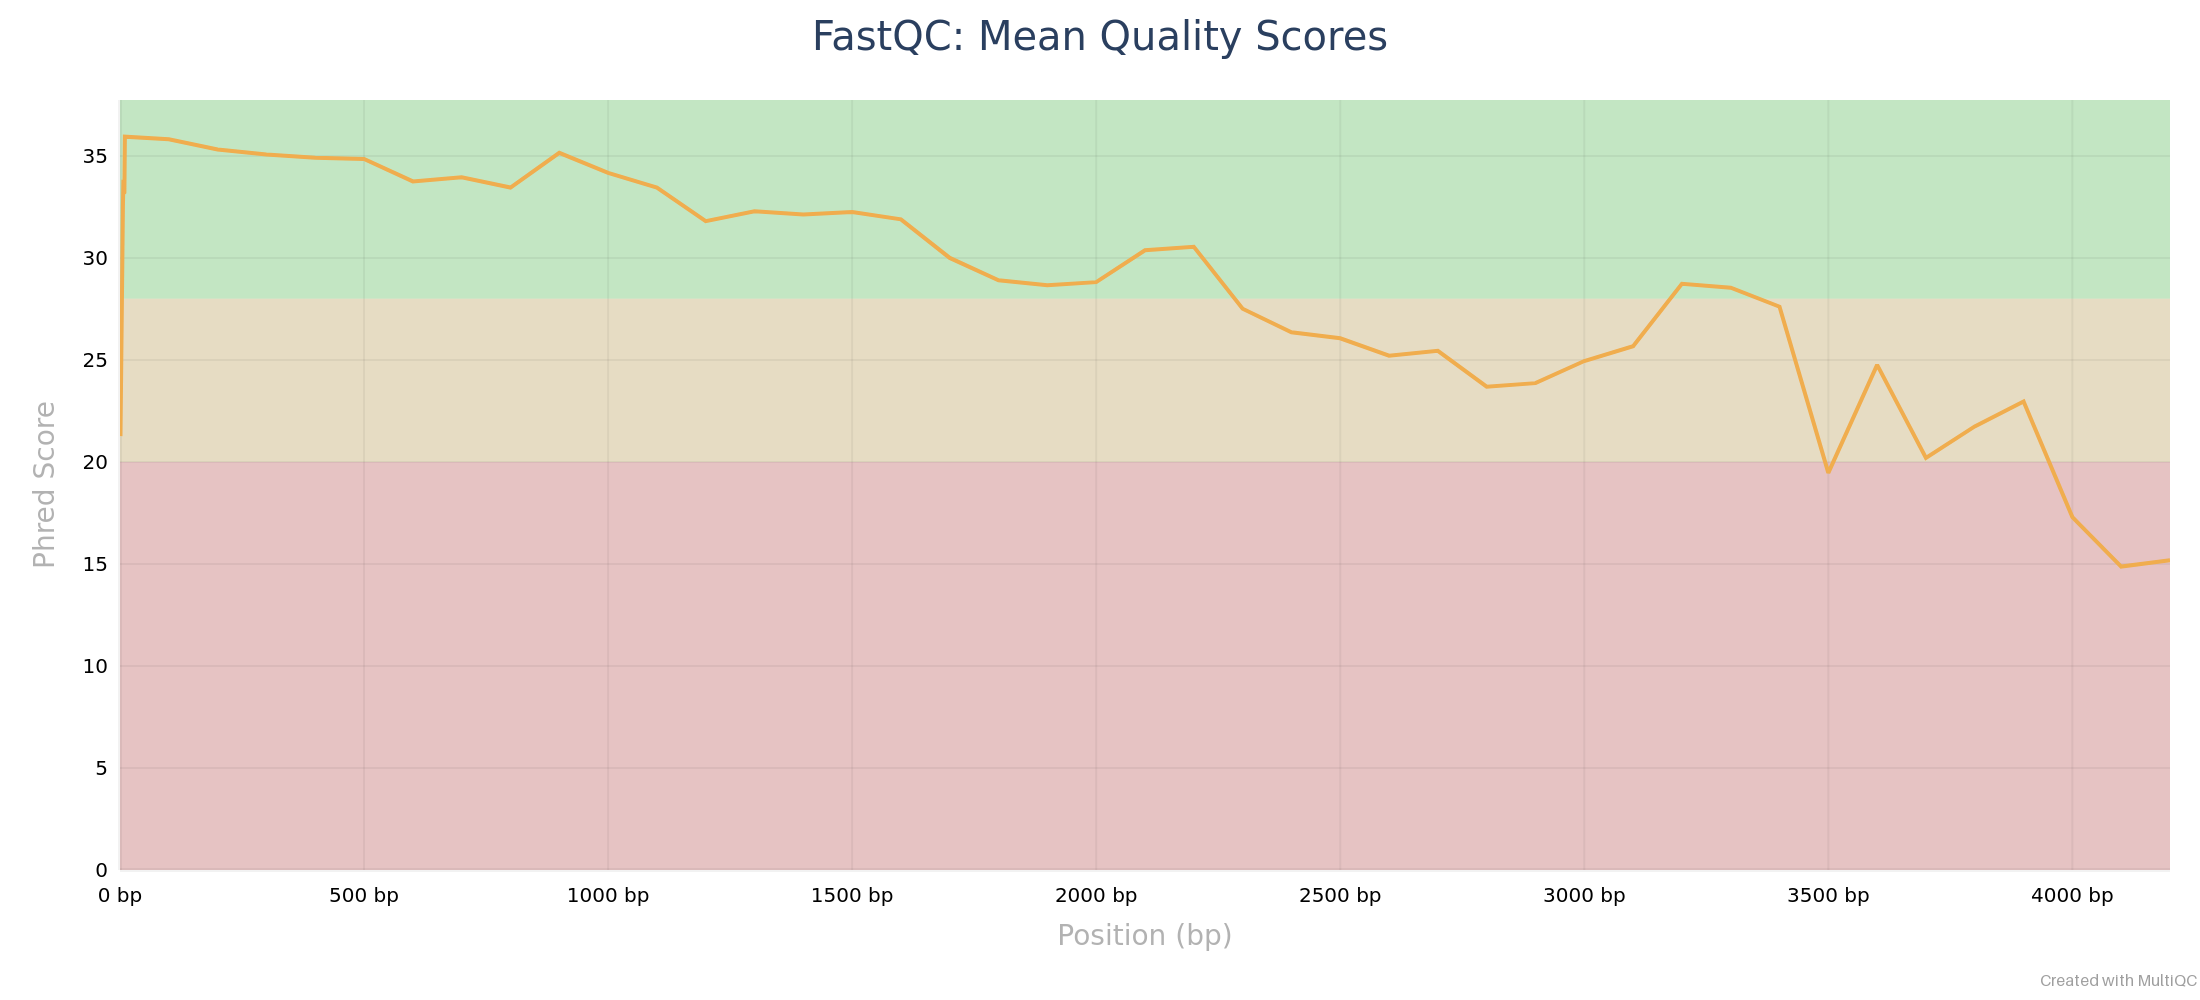 FastQC: Mean Quality Scores
35
30
25
20
15
10
5
0
Phred Score
0 bp 500 bp 1000 bp 1500 bp 2000 bp 2500 bp 3000 bp 3500 bp 4000 bp
Position (bp)
Created with MultiQC